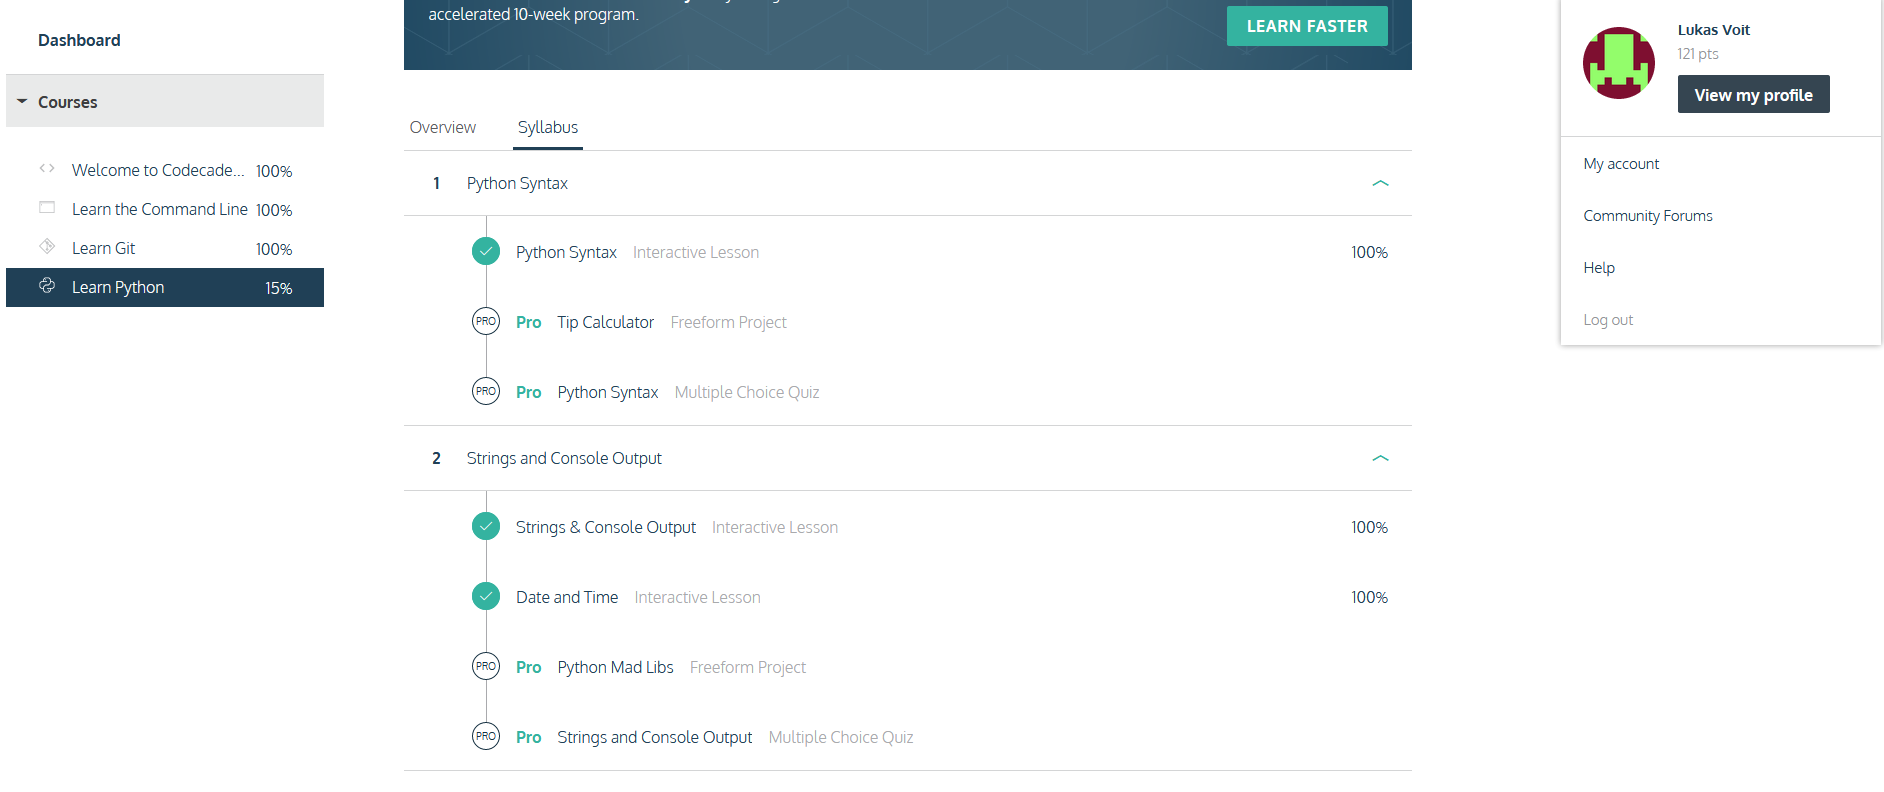 Dashboard
Courses
Welcome to Codecade... 100%
Learn the Command Line 100%
Learn Git 100%
Learn Python 15%
accelerated 10-week program.
LEARN FASTER
Overview Syllabus
1 Python Syntax
Python Syntax Interactive Lesson 100%
PRO Pro Tip Calculator Freeform Project
PRO Pro Python Syntax Multiple Choice Quiz
2 Strings and Console Output
Strings & Console Output Interactive Lesson 100%
Date and Time Interactive Lesson 100%
PRO Pro Python Mad Libs Freeform Project
PRO Pro Strings and Console Output Multiple Choice Quiz
Lukas Voit
121 pts
View my profile
My account
Community Forums
Help
Log out